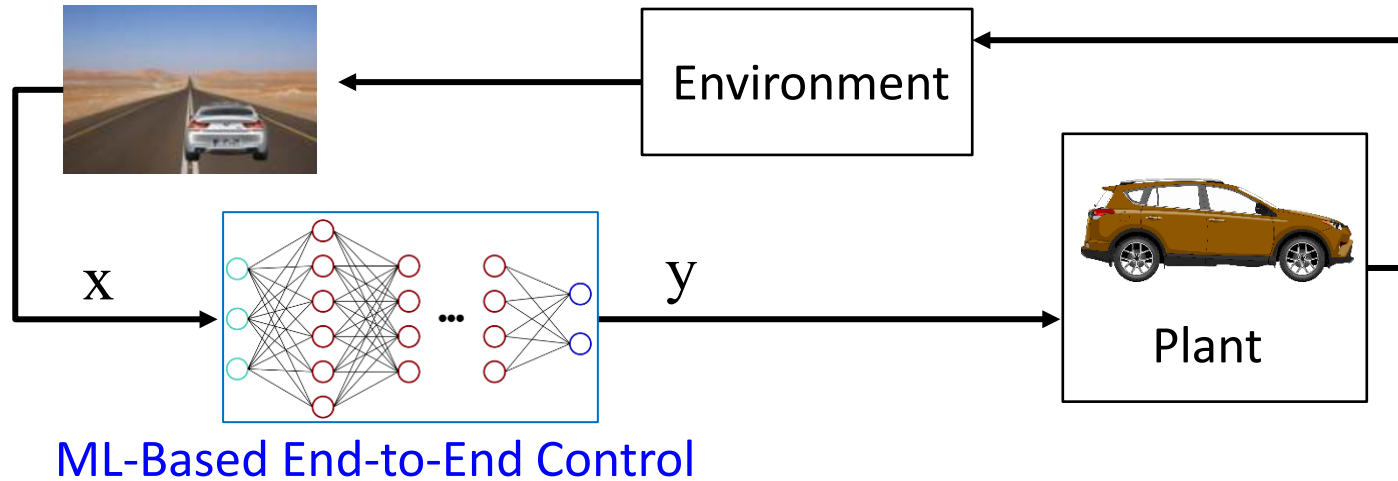 Environment
x
y
•••
Plant
ML-Based End-to-End Control